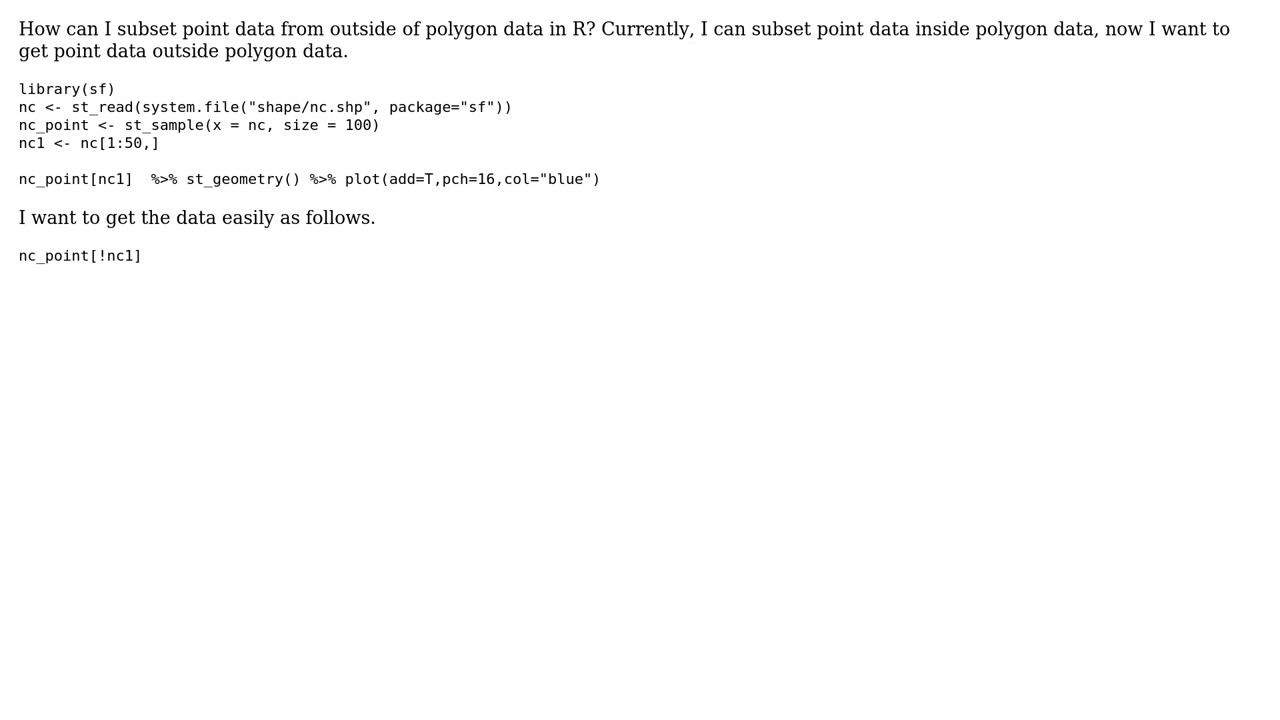 How can I subset point data from outside of polygon data in R? Currently, I can subset point data inside polygon data, now I want to
get point data outside polygon data.
library(sf)
nc <- st_read(system.file("shape/nc.shp", package="sf"))
nc_point <- st_sample(x = nc, size = 100)
nc1 <- nc[1:50,]
nc_point[nc1]  %>% st_geometry() %>% plot(add=T,pch=16,col="blue")
I want to get the data easily as follows.
nc_point[!nc1]